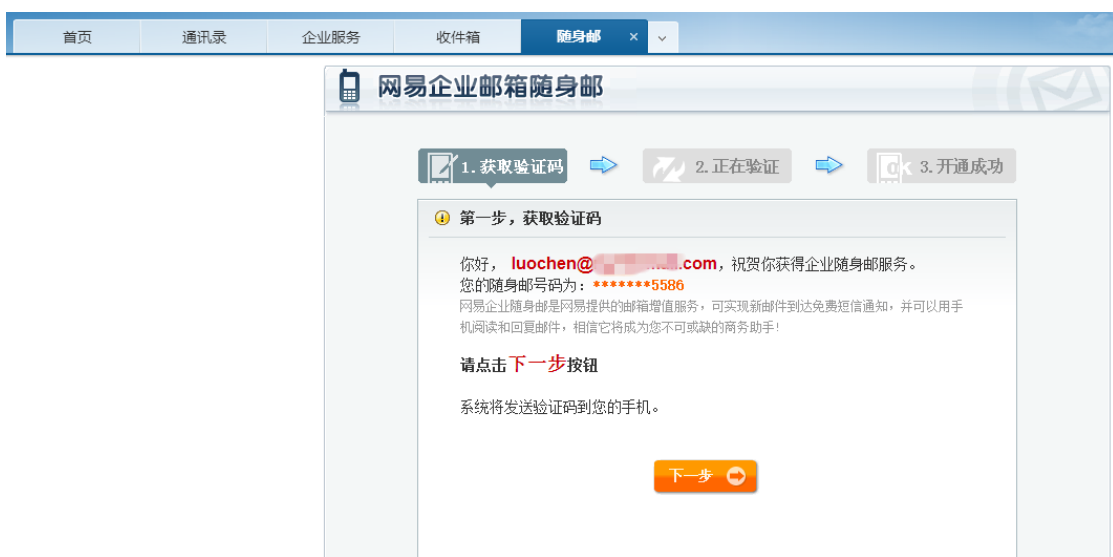 首页 通讯录 企业服务 收件箱 随身邮 ×
网易企业邮箱随身邮
1. 获取验证码 2. 正在验证 3. 开通成功
第一步，获取验证码
你好， luochen@ .com，祝贺你获得企业随身邮服务。
您的随身邮号码为：*******5586
网易企业随身邮是网易提供的邮箱增值服务，可实现新邮件到达免费短信通知，并可以用手
机阅读和回复邮件，相信它将成为您不可或缺的商务助手！
请点击下一步按钮
系统将发送验证码到您的手机。
下一步